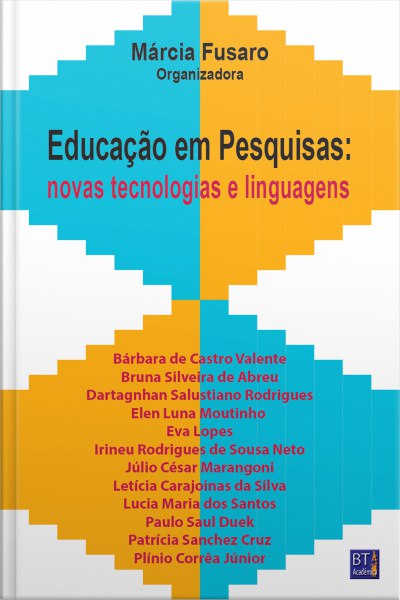 Márcia Fusaro
Organizadora
Educação em Pesquisas:
novas tecnologias e linguagens
Bárbara de Castro Valente
Bruna Silveira de Abreu
Dartagnhan Salustiano Rodrigues
Elen Luna Moutinho
Eva Lopes
Irineu Rodrigues de Sousa Neto
Júlio César Marangoni
Letícia Carajoinas da Silva
Lucia Maria dos Santos
Paulo Saul Duek
Patrícia Sanchez Cruz
Plínio Corrêa Júnior
BT